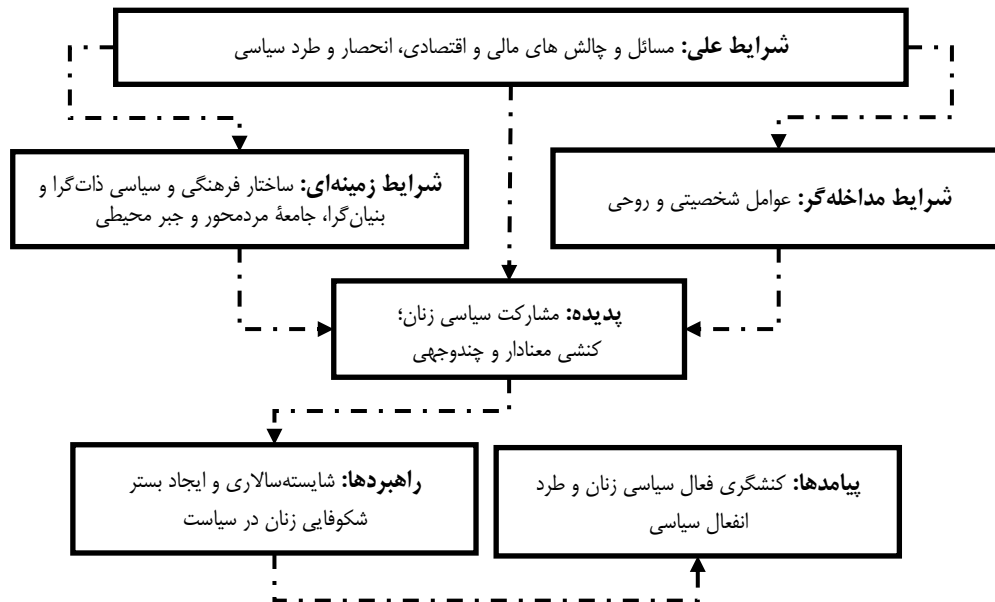 شرایط علی: مسائل و چالش های مالی و اقتصادی، انحصار و طرد سیاسی
شرایط مداخله‌گر: عوامل شخصیتی و روحی
شرایط زمینه‌ای: ساختار فرهنگی و سیاسی ذات‌گرا و
بنیان‌گرا، جامعۀ مردمحور و جبر محیطی
پدیده: مشارکت سیاسی زنان؛
کنشی معنادار و چندوجهی
راهبردها: شایسته‌سالاری و ایجاد بستر
شکوفایی زنان در سیاست
پیامدها: کنشگری فعال سیاسی زنان و طرد
انفعال سیاسی